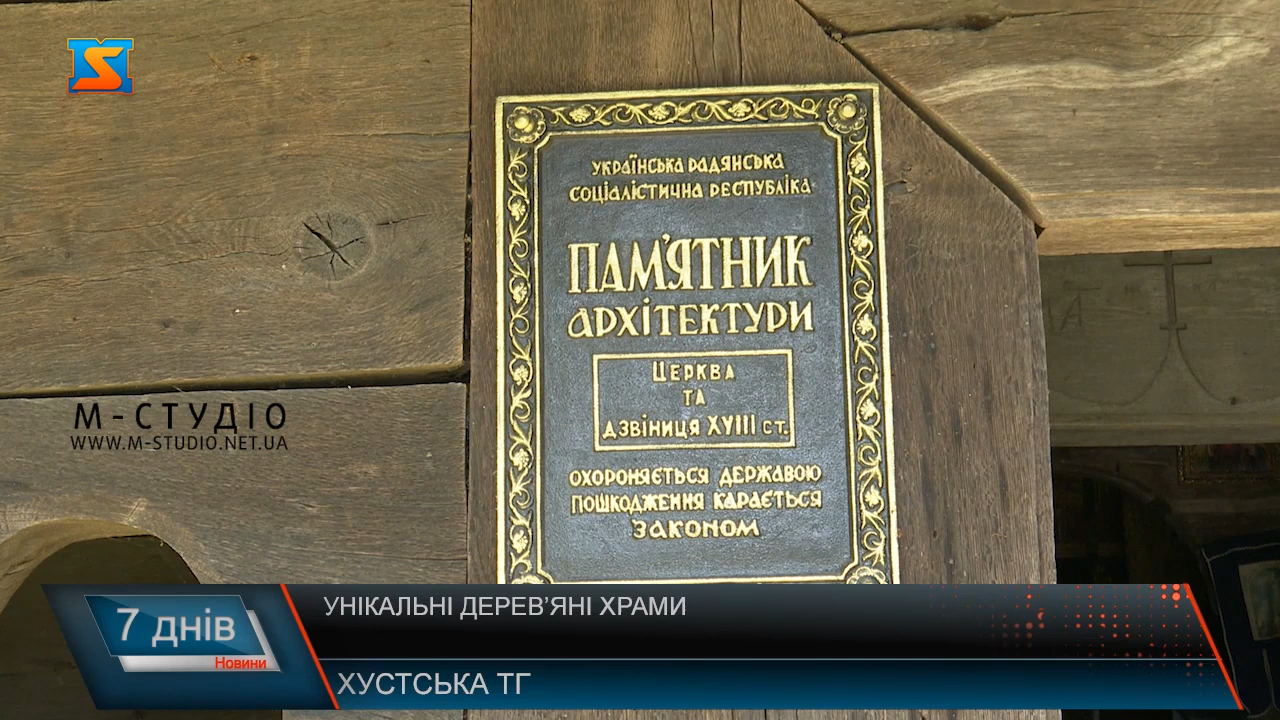 УКРАЇНСЬКА РАДЯНСЬКА
СОЦІАЛІСТИЧНА РЕСПУБЛІКА
ПАМ'ЯТНИК
АРХІТЕКТУРИ
ЦЕРКВА
ТА
ДЗВІНИЦЯ XVIII СТ.
ОХОРОНЯЄТЬСЯ ДЕРЖАВОЮ
ПОШКОДЖЕННЯ КАРАЄТЬСЯ
ЗАКОНОМ
М-СТУДІО
WWW.M-STUDIO.NET.UA
7 днів
Новини
УНІКАЛЬНІ ДЕРЕВ’ЯНІ ХРАМИ
ХУСТСЬКА ТГ